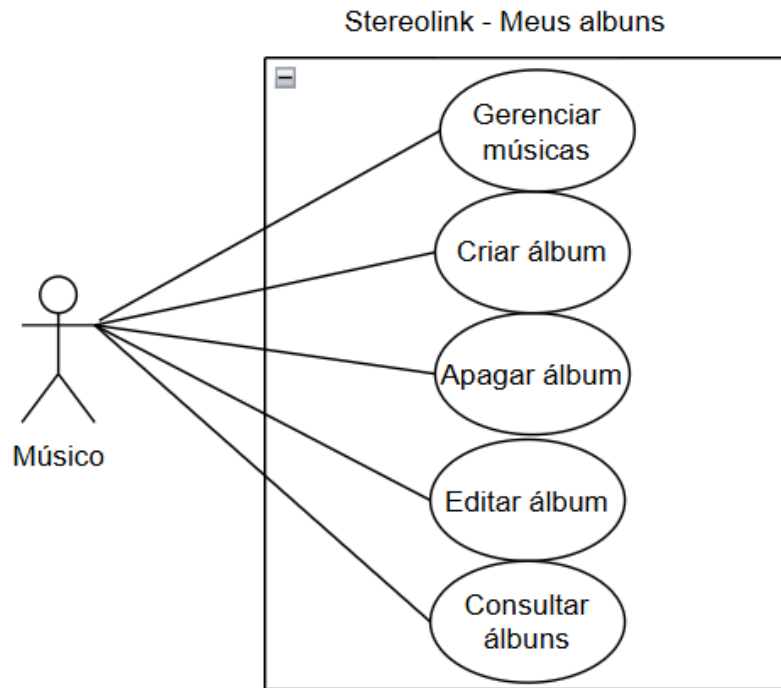 Stereolink - Meus albuns
Gerenciar
músicas
Criar álbum
Apagar álbum
Músico
Editar álbum
Consultar
álbuns